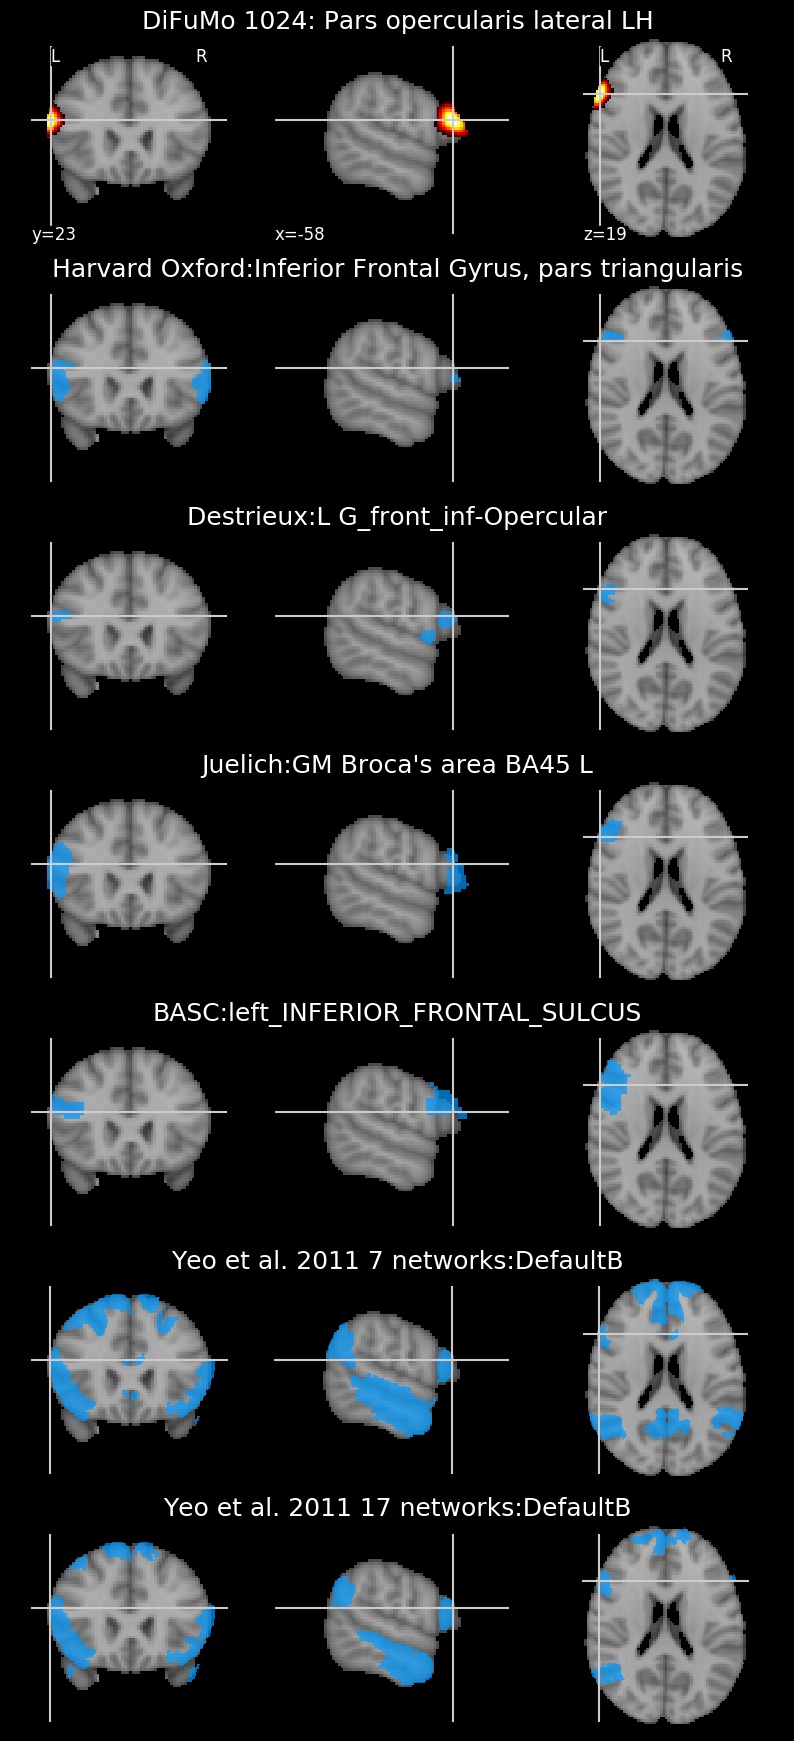 DiFuMo 1024: Pars opercularis lateral LH
L R L R
y=23 x=-58 z=19
Harvard Oxford:Inferior Frontal Gyrus, pars triangularis
Destrieux:L G_front_inf-Opercular
Juelich:GM Broca's area BA45 L
BASC:left_INFERIOR_FRONTAL_SULCUS
Yeo et al. 2011 7 networks:DefaultB
Yeo et al. 2011 17 networks:DefaultB